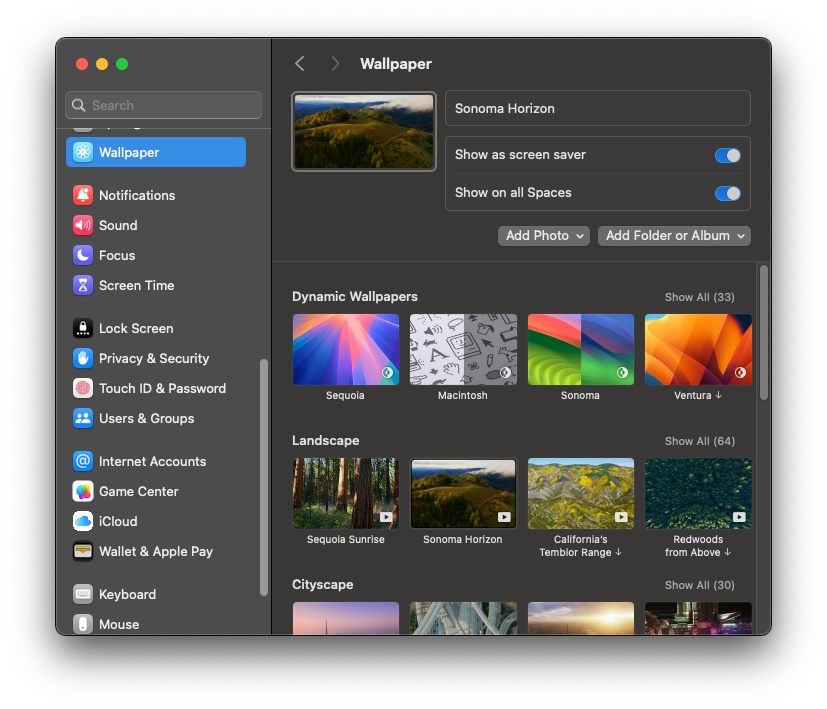 Search
Wallpaper
Notifications
Sound
Focus
Screen Time
Lock Screen
Privacy & Security
Touch ID & Password
Users & Groups
Internet Accounts
Game Center
iCloud
Wallet & Apple Pay
Keyboard
Mouse
Wallpaper
Sonoma Horizon
Show as screen saver
Show on all Spaces
Add Photo
Add Folder or Album
Dynamic Wallpapers
Show All (33)
Sequoia
Macintosh
Sonoma
Ventura ↓
Landscape
Show All (64)
Sequoia Sunrise
Sonoma Horizon
California's
Temblor Range ↓
Redwoods
from Above ↓
Cityscape
Show All (30)